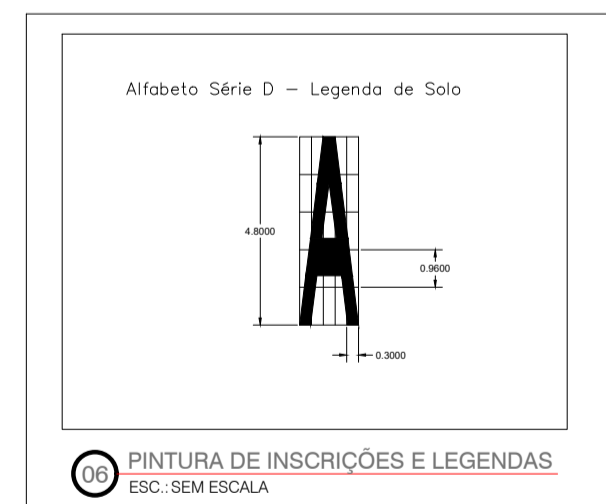 Alfabeto Série D – Legenda de Solo
A
4.8000
0.9600
0.3000
06
PINTURA DE INSCRIÇÕES E LEGENDAS
ESC.: SEM ESCALA